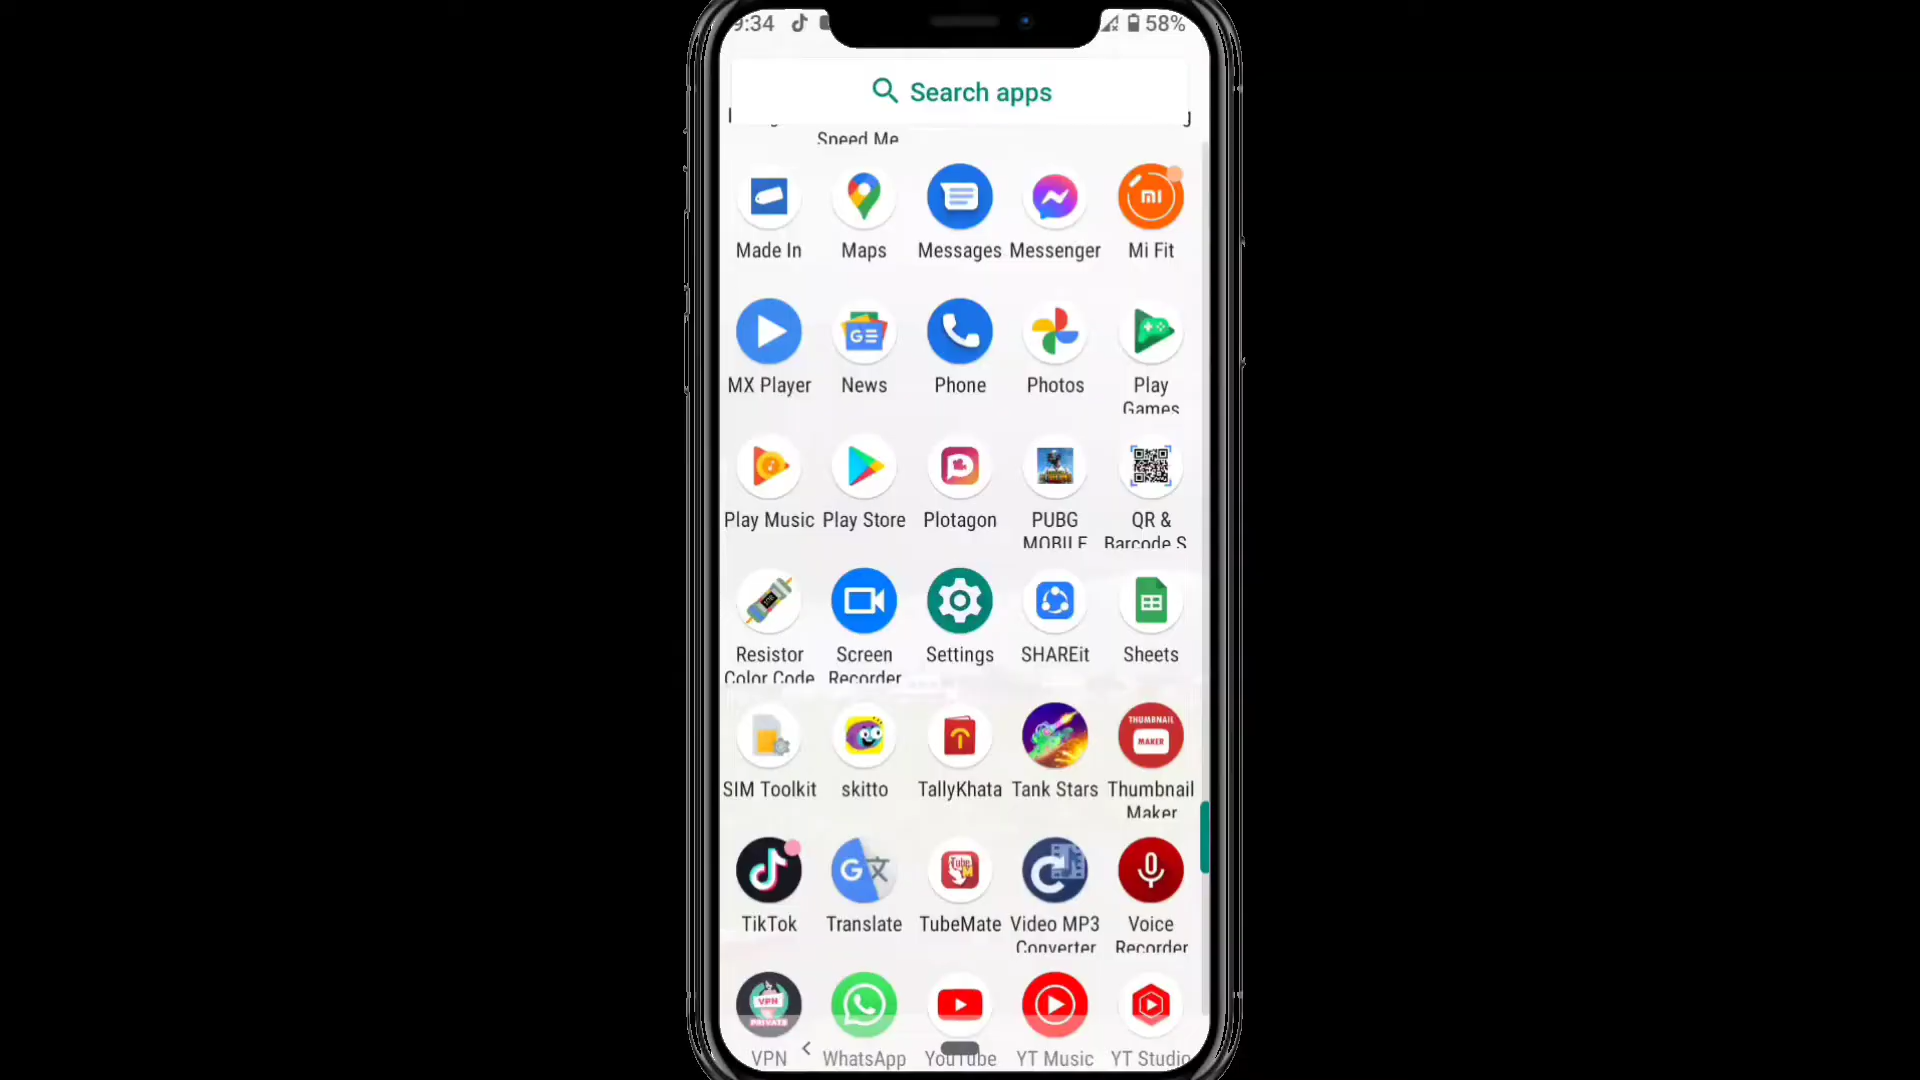 9:34 58%
Search apps
Speed Me
Made In Maps Messages Messenger Mi Fit
MX Player News Phone Photos Play
Games
Play Music Play Store Plotagon PUBG QR &
MOBILE Barcode S
Resistor Screen Settings SHAREit Sheets
Color Code Recorder
SIM Toolkit skitto TallyKhata Tank Stars Thumbnail
Maker
TikTok Translate TubeMate Video MP3 Voice
Converter Recorder
VPN WhatsApp YouTube YT Music YT Studio